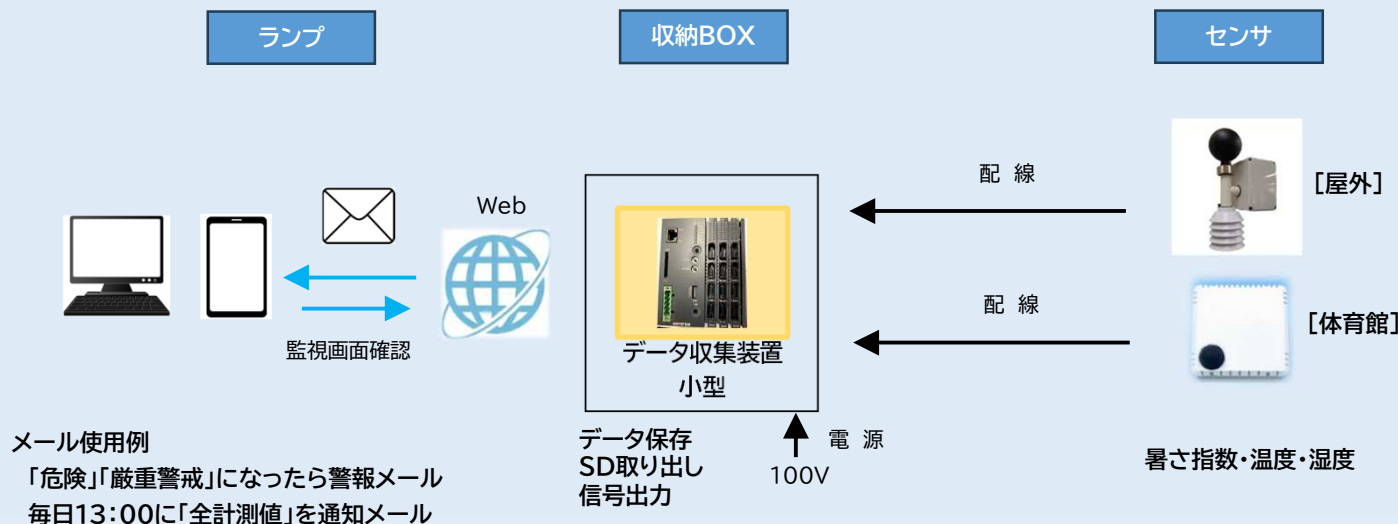 ランプ
収納BOX
センサ
配 線
[屋外]
Web
配 線
[体育館]
監視画面確認
データ収集装置
小型
メール使用例
「危険」「厳重警戒」になったら警報メール
毎日13：00に「全計測値」を通知メール
データ保存
SD取り出し
信号出力
電 源
100V
暑さ指数・温度・湿度